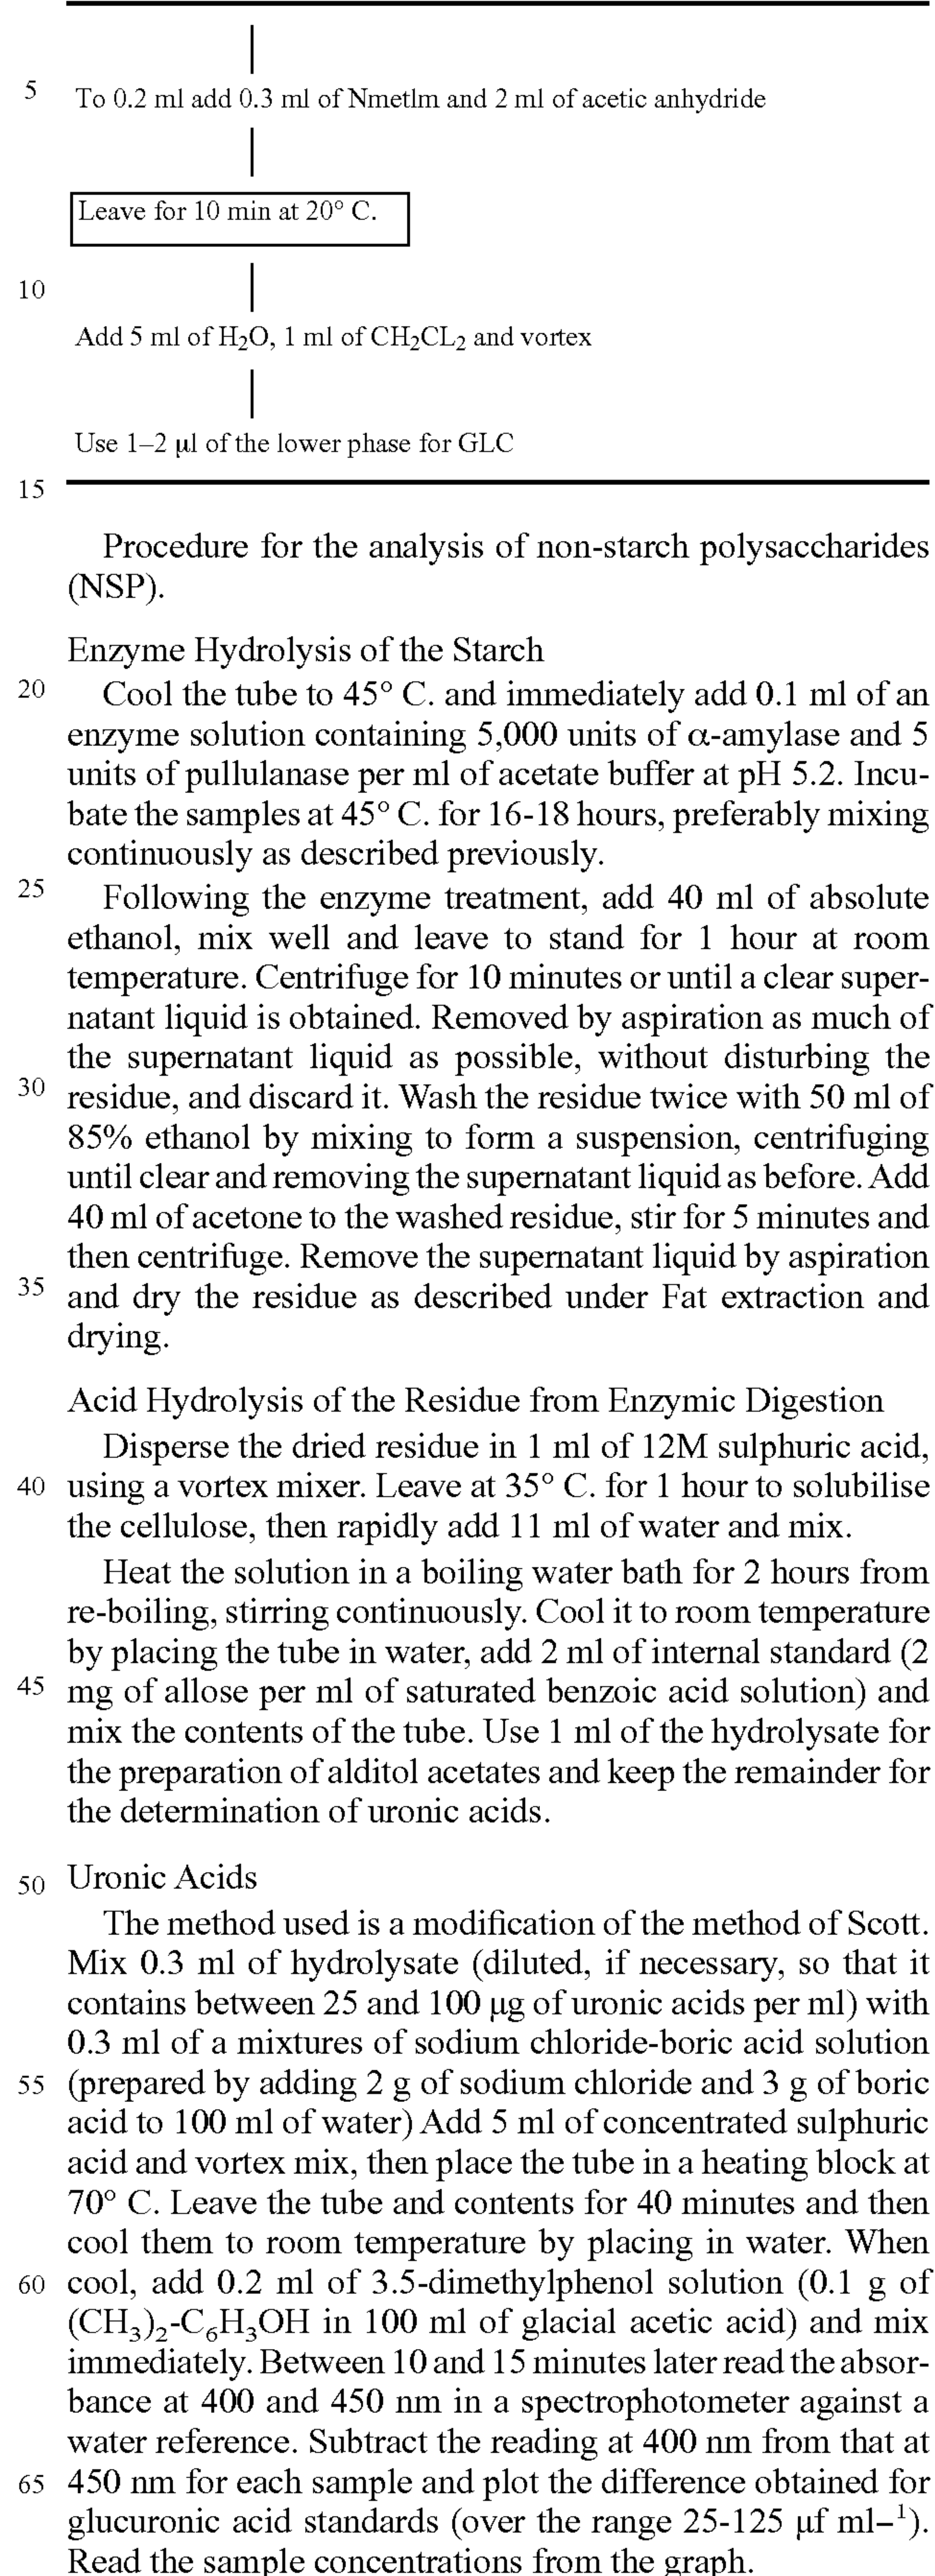 5 To 0.2 ml add 0.3 ml of Nmetlm and 2 ml of acetic anhydride
Leave for 10 min at 20° C.
10
Add 5 ml of H₂O, 1 ml of CH₂CL₂ and vortex
Use 1–2 μl of the lower phase for GLC
15
Procedure for the analysis of non-starch polysaccharides
(NSP).
Enzyme Hydrolysis of the Starch
20 Cool the tube to 45° C. and immediately add 0.1 ml of an
enzyme solution containing 5,000 units of α-amylase and 5
units of pullulanase per ml of acetate buffer at pH 5.2. Incu-
bate the samples at 45° C. for 16-18 hours, preferably mixing
continuously as described previously.
25 Following the enzyme treatment, add 40 ml of absolute
ethanol, mix well and leave to stand for 1 hour at room
temperature. Centrifuge for 10 minutes or until a clear super-
natant liquid is obtained. Removed by aspiration as much of
the supernatant liquid as possible, without disturbing the
30 residue, and discard it. Wash the residue twice with 50 ml of
85% ethanol by mixing to form a suspension, centrifuging
until clear and removing the supernatant liquid as before. Add
40 ml of acetone to the washed residue, stir for 5 minutes and
then centrifuge. Remove the supernatant liquid by aspiration
35 and dry the residue as described under Fat extraction and
drying.
Acid Hydrolysis of the Residue from Enzymic Digestion
Disperse the dried residue in 1 ml of 12M sulphuric acid,
40 using a vortex mixer. Leave at 35° C. for 1 hour to solubilise
the cellulose, then rapidly add 11 ml of water and mix.
Heat the solution in a boiling water bath for 2 hours from
re-boiling, stirring continuously. Cool it to room temperature
by placing the tube in water, add 2 ml of internal standard (2
45 mg of allose per ml of saturated benzoic acid solution) and
mix the contents of the tube. Use 1 ml of the hydrolysate for
the preparation of alditol acetates and keep the remainder for
the determination of uronic acids.
50 Uronic Acids
The method used is a modification of the method of Scott.
Mix 0.3 ml of hydrolysate (diluted, if necessary, so that it
contains between 25 and 100 μg of uronic acids per ml) with
0.3 ml of a mixtures of sodium chloride-boric acid solution
55 (prepared by adding 2 g of sodium chloride and 3 g of boric
acid to 100 ml of water) Add 5 ml of concentrated sulphuric
acid and vortex mix, then place the tube in a heating block at
70° C. Leave the tube and contents for 40 minutes and then
cool them to room temperature by placing in water. When
60 cool, add 0.2 ml of 3.5-dimethylphenol solution (0.1 g of
(CH₃)₂-C₆H₃OH in 100 ml of glacial acetic acid) and mix
immediately. Between 10 and 15 minutes later read the absor-
bance at 400 and 450 nm in a spectrophotometer against a
water reference. Subtract the reading at 400 nm from that at
65 450 nm for each sample and plot the difference obtained for
glucuronic acid standards (over the range 25-125 μf ml–¹).
Read the sample concentrations from the graph.